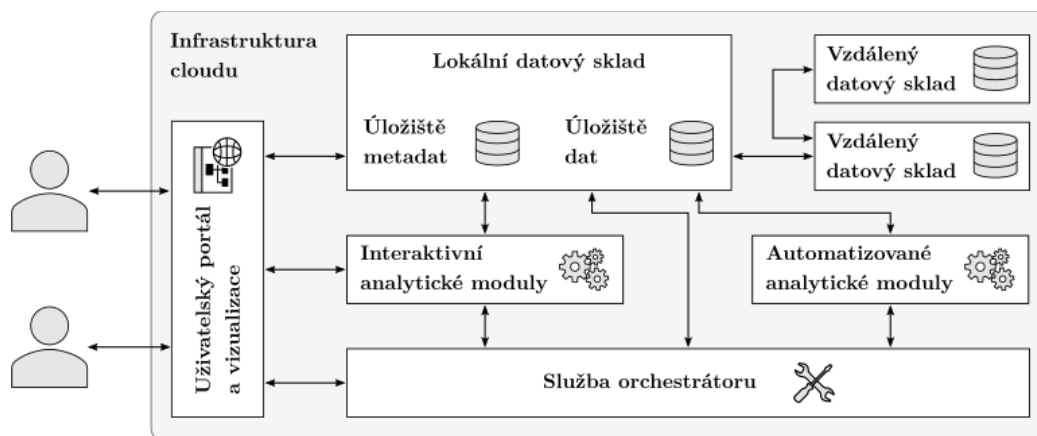 Infrastruktura
cloudu
Lokální datový sklad
Úložiště
metadat
Úložiště
dat
Vzdálený
datový sklad
Vzdálený
datový sklad
Uživatelský portál
a vizualizace
Interaktivní
analytické moduly
Automatizované
analytické moduly
Služba orchestrátoru